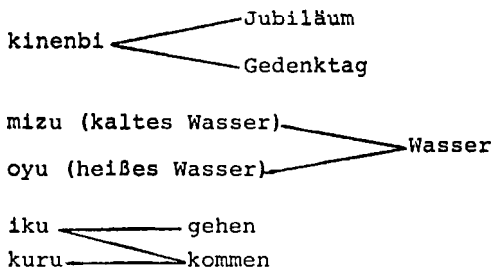 Jubiläum
kinenbi
Gedenktag
mizu (kaltes Wasser)
Wasser
oyu (heißes Wasser)
iku gehen
kuru kommen